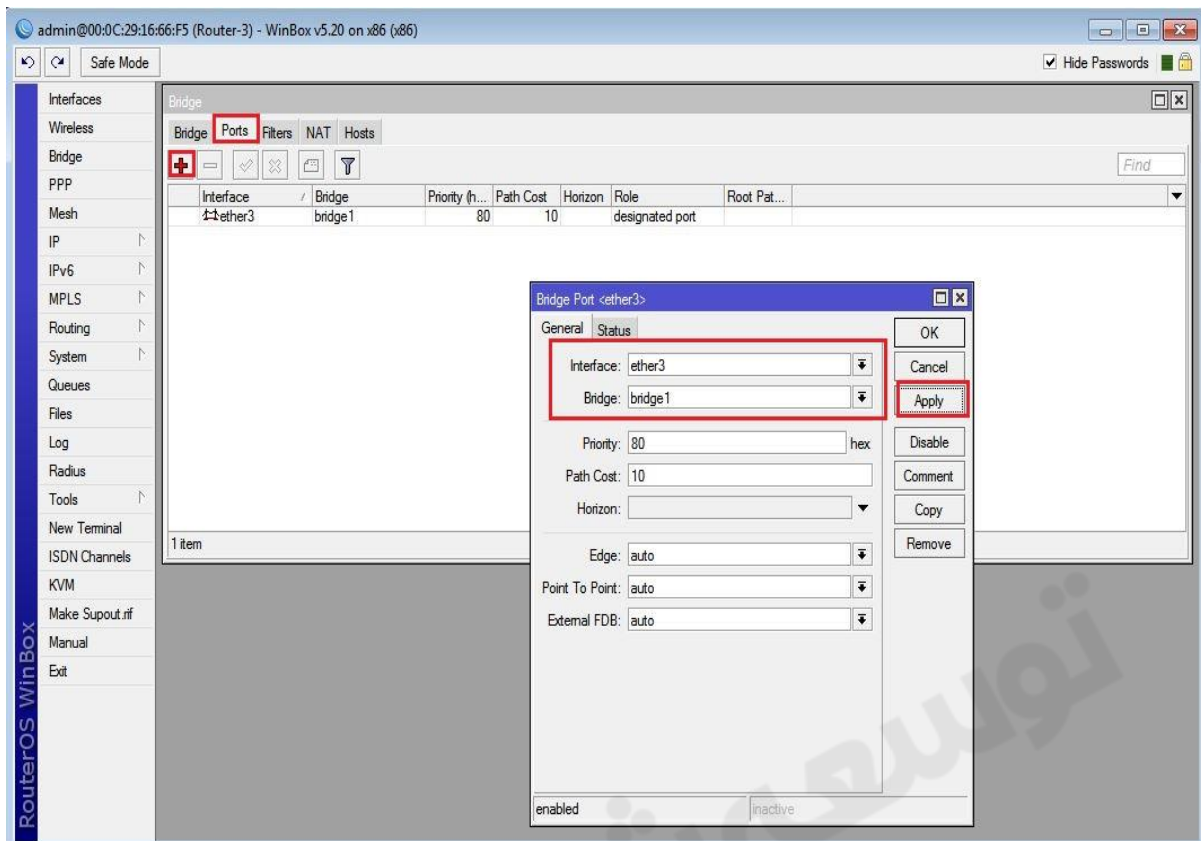 admin@00:0C:29:16:66:F5 (Router-3) - WinBox v5.20 on x86 (x86)
Safe Mode
Hide Passwords
Interfaces
Wireless
Bridge
PPP
Mesh
IP
IPv6
MPLS
Routing
System
Queues
Files
Log
Radius
Tools
New Terminal
ISDN Channels
KVM
Make Supout.rif
Manual
Exit
RouterOS WinBox
Bridge
Bridge Ports Filters NAT Hosts
Find
Interface / Bridge Priority (h... Path Cost Horizon Role Root Pat...
ether3 bridge1 80 10 designated port
1 item
Bridge Port <ether3>
General Status
Interface: ether3
Bridge: bridge1
Priority: 80 hex
Path Cost: 10
Horizon:
Edge: auto
Point To Point: auto
External FDB: auto
enabled inactive
OK
Cancel
Apply
Disable
Comment
Copy
Remove
توسعه